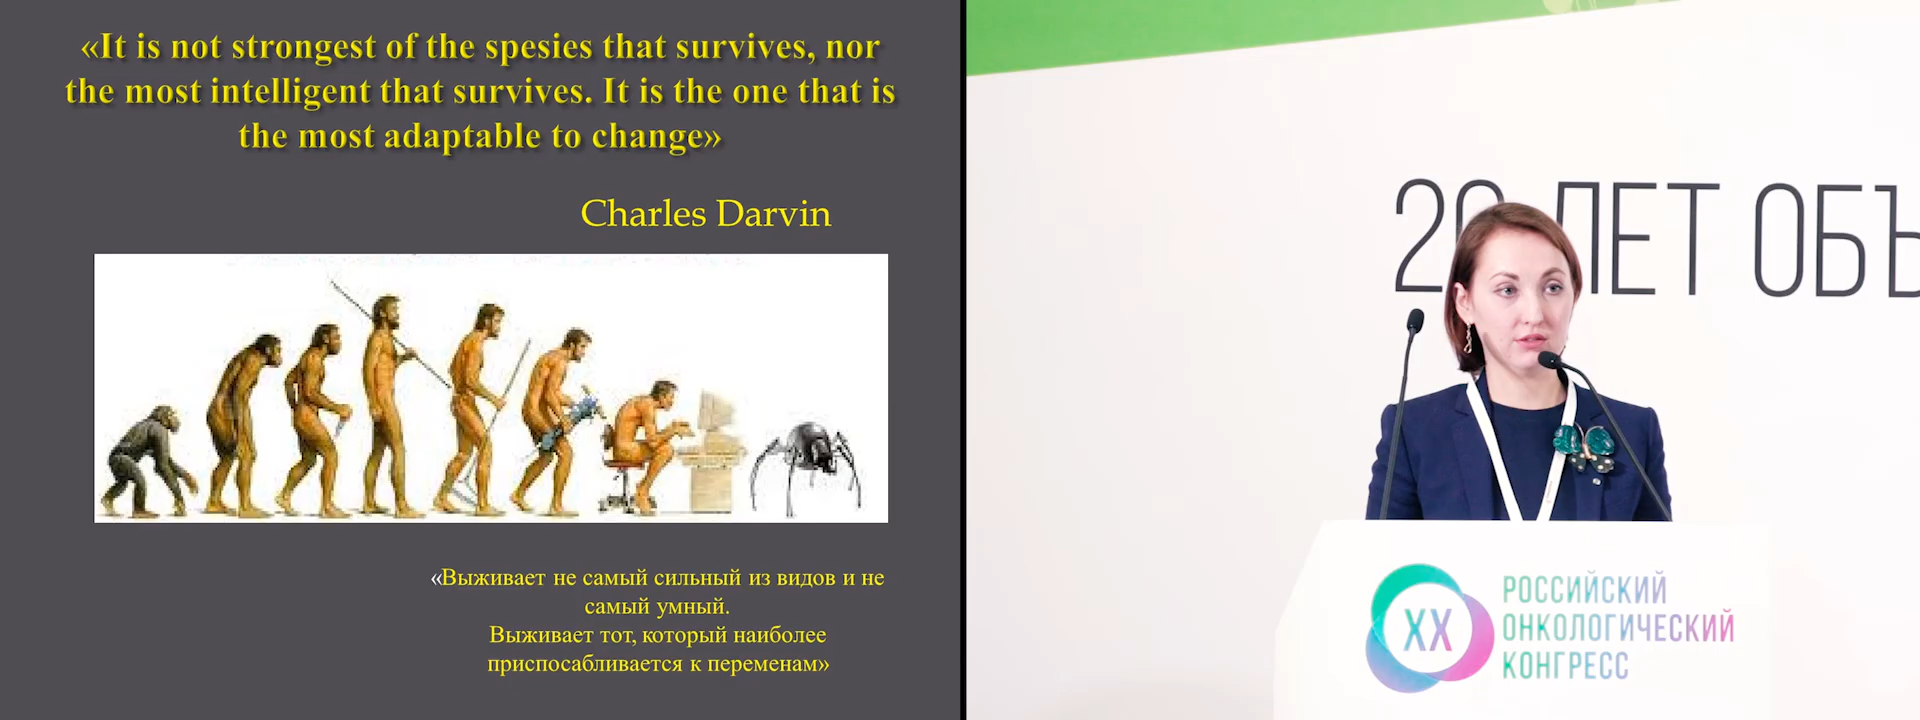 «It is not strongest of the spesies that survives, nor
the most intelligent that survives. It is the one that is
the most adaptable to change»
Charles Darvin
«Выживает не самый сильный из видов и не
самый умный.
Выживает тот, который наиболее
приспосабливается к переменам»
ЛЕТ ОБЪ
XX
РОССИЙСКИЙ
ОНКОЛОГИЧЕСКИЙ
КОНГРЕСС